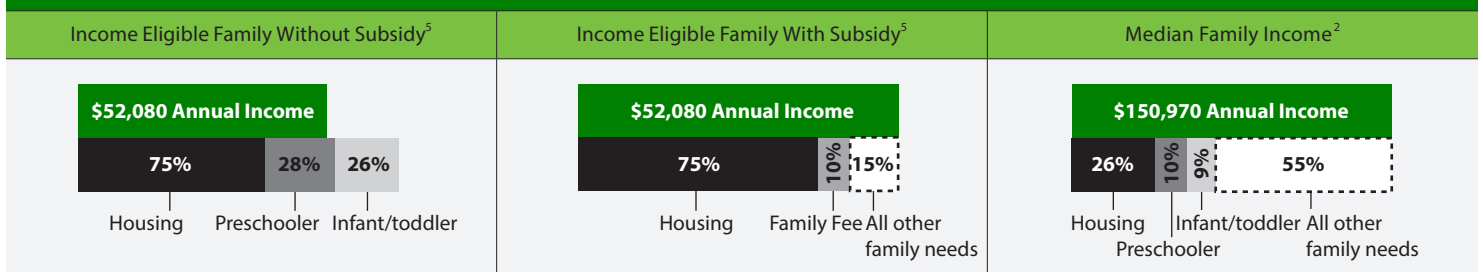 Income Eligible Family Without Subsidy5
Income Eligible Family With Subsidy5
Median Family Income2
$52,080 Annual Income
75%
28%
26%
Housing
Preschooler
Infant/toddler
$52,080 Annual Income
75%
10%
15%
Housing
Family Fee
All other
family needs
$150,970 Annual Income
26%
10%
9%
55%
Housing
Preschooler
Infant/toddler
All other
family needs